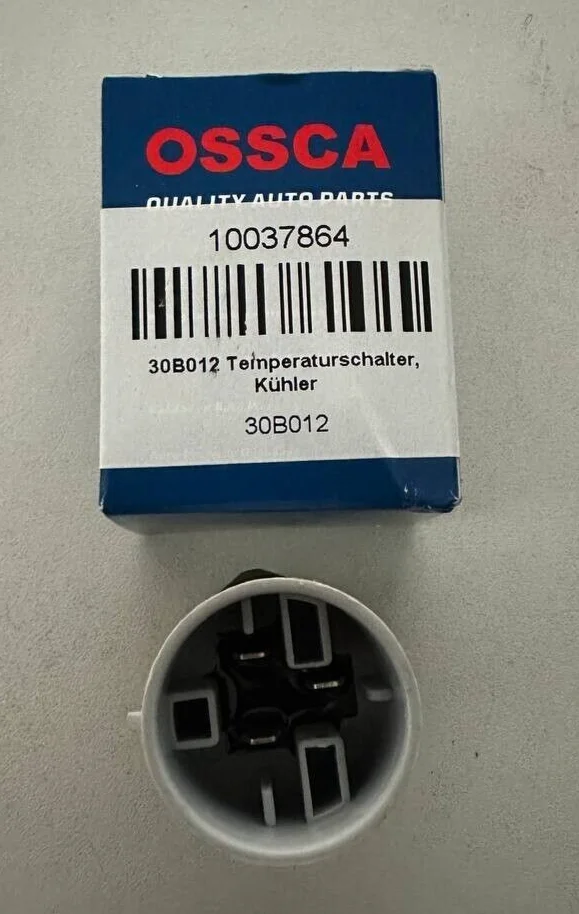 OSSCA
QUALITY AUTO PARTS
10037864
30B012 Temperaturschalter,
Kühler
30B012